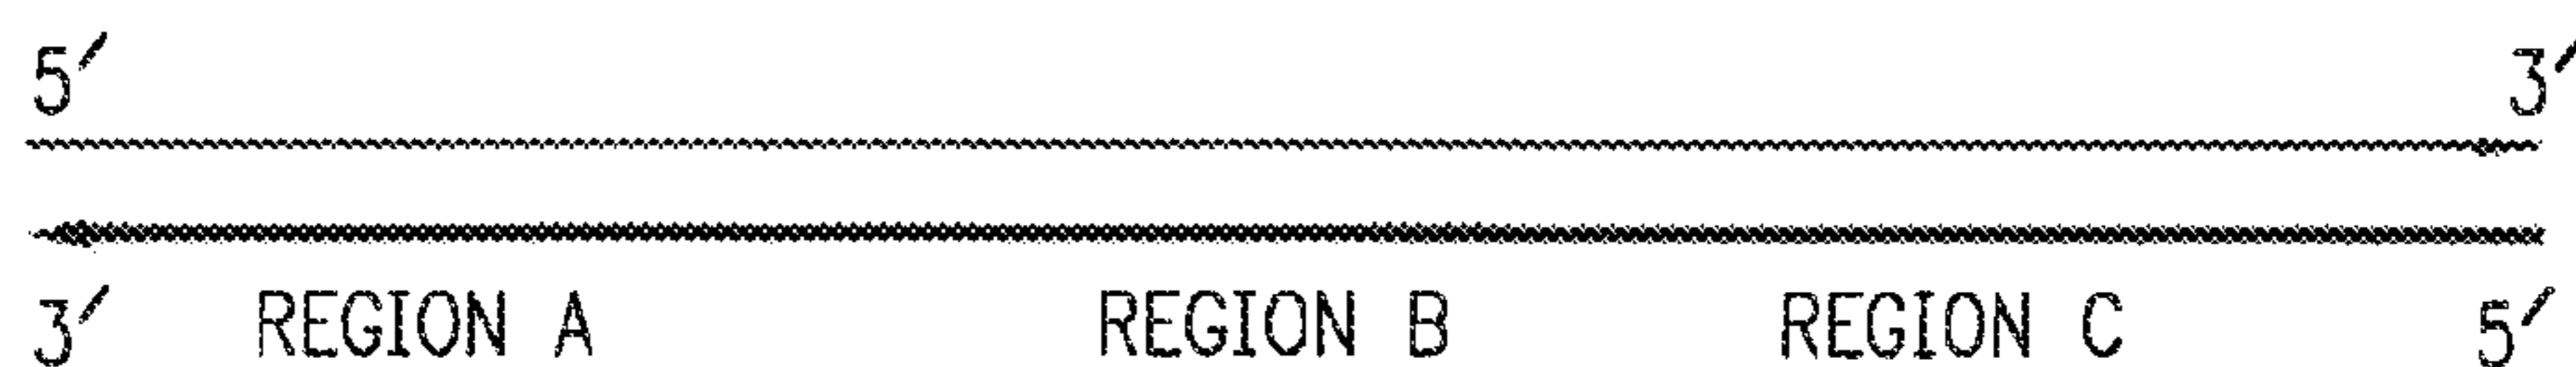 5′ 3′
3′ REGION A REGION B REGION C 5′